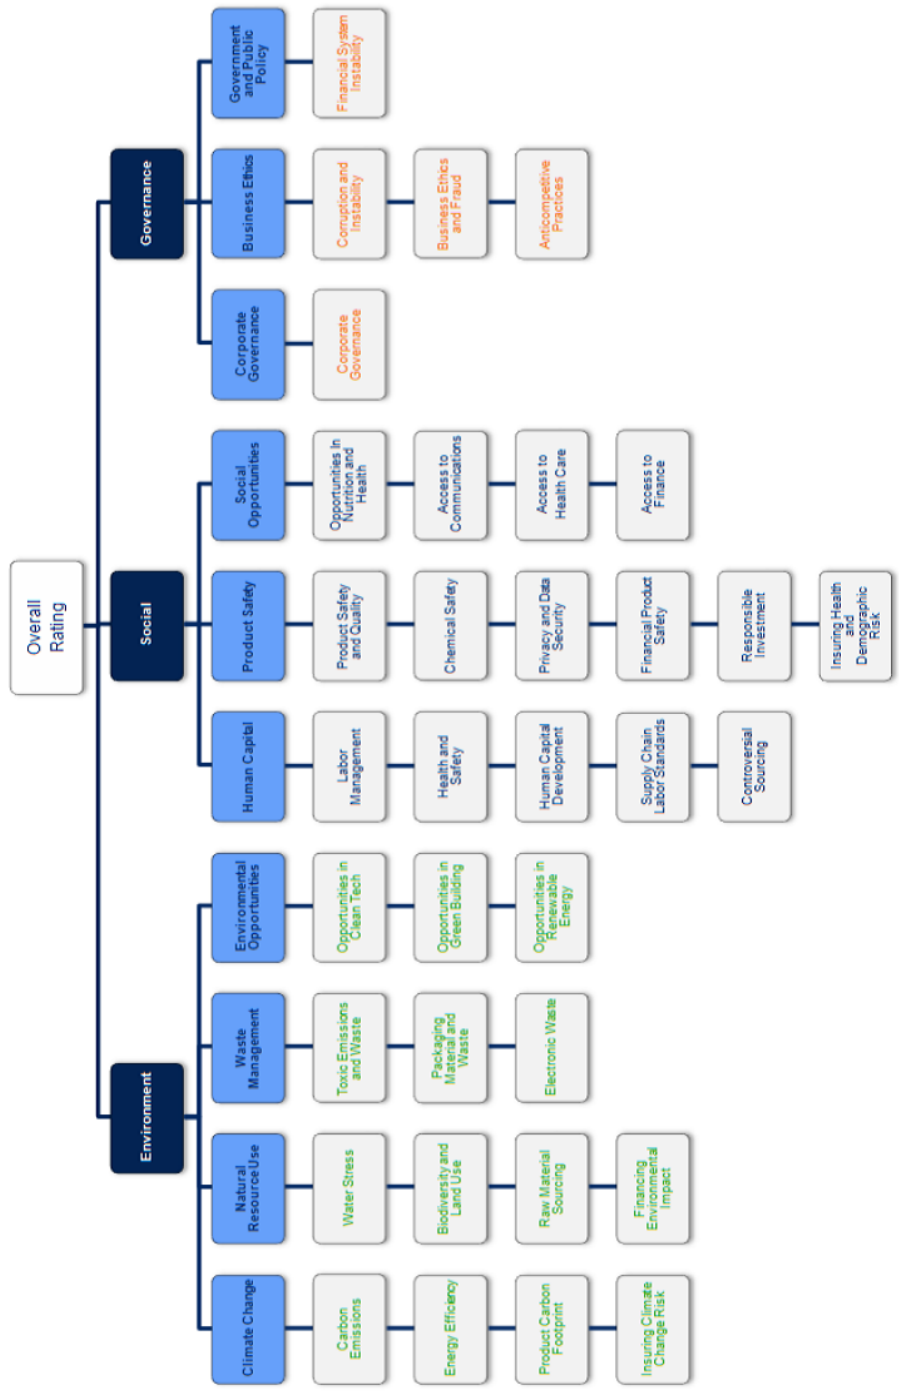 Overall
Rating
Environment
Social
Governance
Climate Change
Natural
Resource Use
Waste
Management
Environmental
Opportunities
Human Capital
Product Safety
Social
Opportunities
Corporate
Governance
Business Ethics
Government
and Public
Policy
Carbon
Emissions
Water Stress
Toxic Emissions
and Waste
Opportunities in
Clean Tech
Labor
Management
Product Safety
and Quality
Opportunities In
Nutrition and
Health
Corporate
Governance
Corruption and
Instability
Financial System
Instability
Energy Efficiency
Biodiversity and
Land Use
Packaging
Material and
Waste
Opportunities in
Green Building
Health and
Safety
Chemical Safety
Access to
Communications
Business Ethics
and Fraud
Product Carbon
Footprint
Raw Material
Sourcing
Electronic Waste
Opportunities in
Renewable
Energy
Human Capital
Development
Privacy and Data
Security
Access to
Health Care
Anticompetitive
Practices
Insuring Climate
Change Risk
Financing
Environmental
Impact
Supply Chain
Labor Standards
Financial Product
Safety
Access to
Finance
Controversial
Sourcing
Responsible
Investment
Insuring Health
and
Demographic
Risk